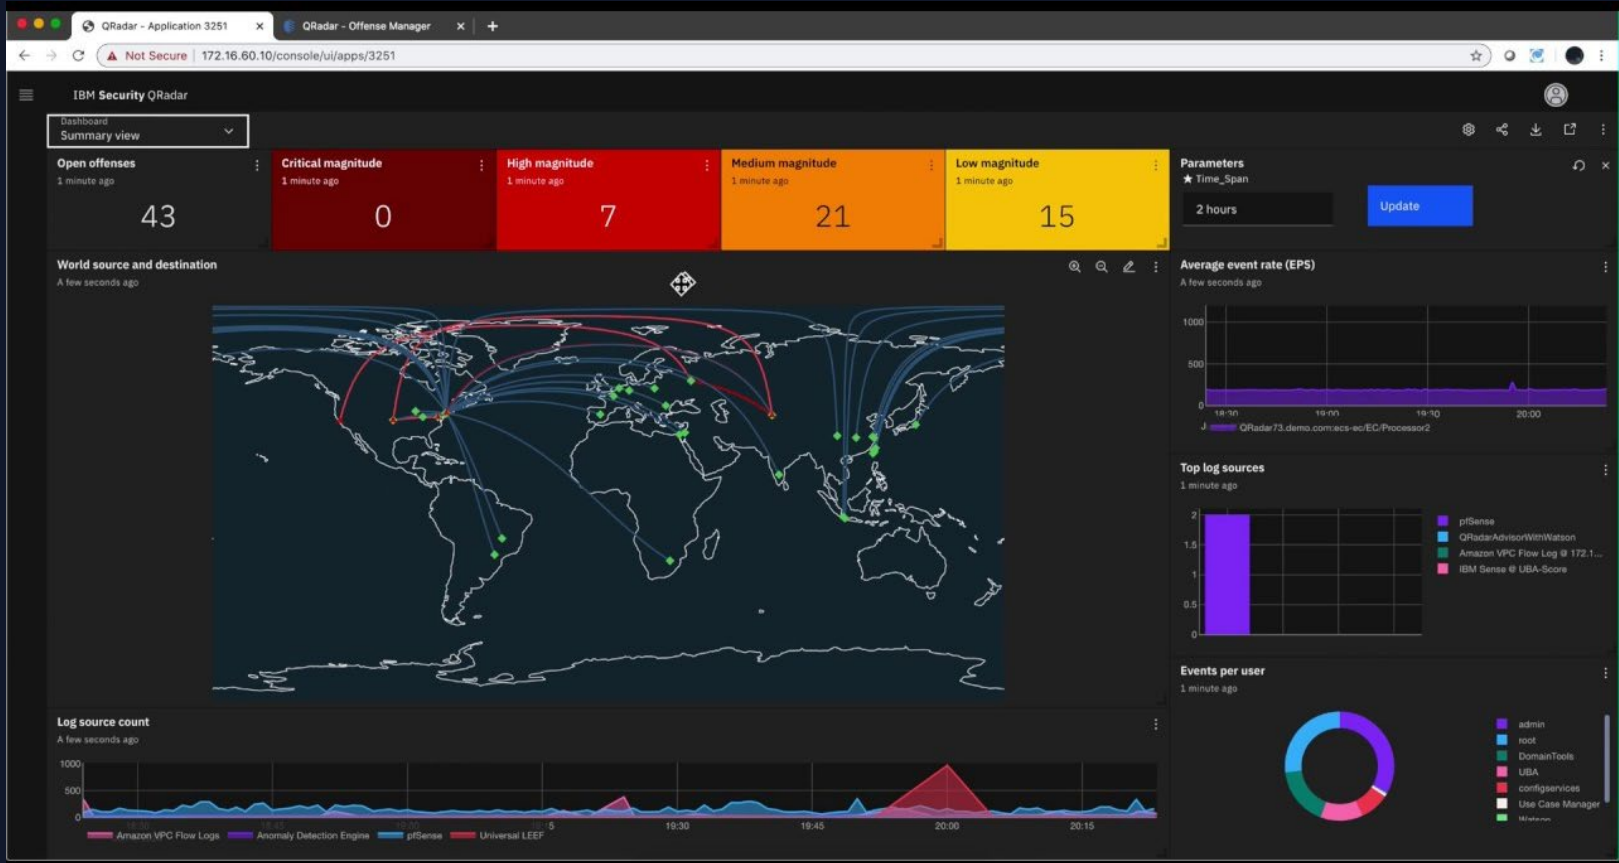 QRadar - Application 3251
QRadar - Offense Manager
Not Secure
172.16.60.10/console/ui/apps/3251
IBM Security QRadar
Dashboard
Summary view
Open offenses
1 minute ago
43
Critical magnitude
1 minute ago
0
High magnitude
1 minute ago
7
Medium magnitude
1 minute ago
21
Low magnitude
1 minute ago
15
Parameters
★ Time_Span
2 hours
Update
World source and destination
A few seconds ago
Average event rate (EPS)
A few seconds ago
1000
500
0
18:30
19:00
19:30
20:00
QRadar73.demo.com:ecs-ec/EC/Processor2
Top log sources
1 minute ago
2
1.5
1
0.5
0
pfSense
QRadarAdvisorWithWatson
Amazon VPC Flow Log @ 172.1...
IBM Sense @ UBA-Score
Events per user
1 minute ago
admin
root
DomainTools
UBA
configservices
Use Case Manager
Watson
Log source count
A few seconds ago
1000
500
0
19:30
19:45
20:00
20:15
Amazon VPC Flow Logs
Anomaly Detection Engine
pfSense
Universal LEEF